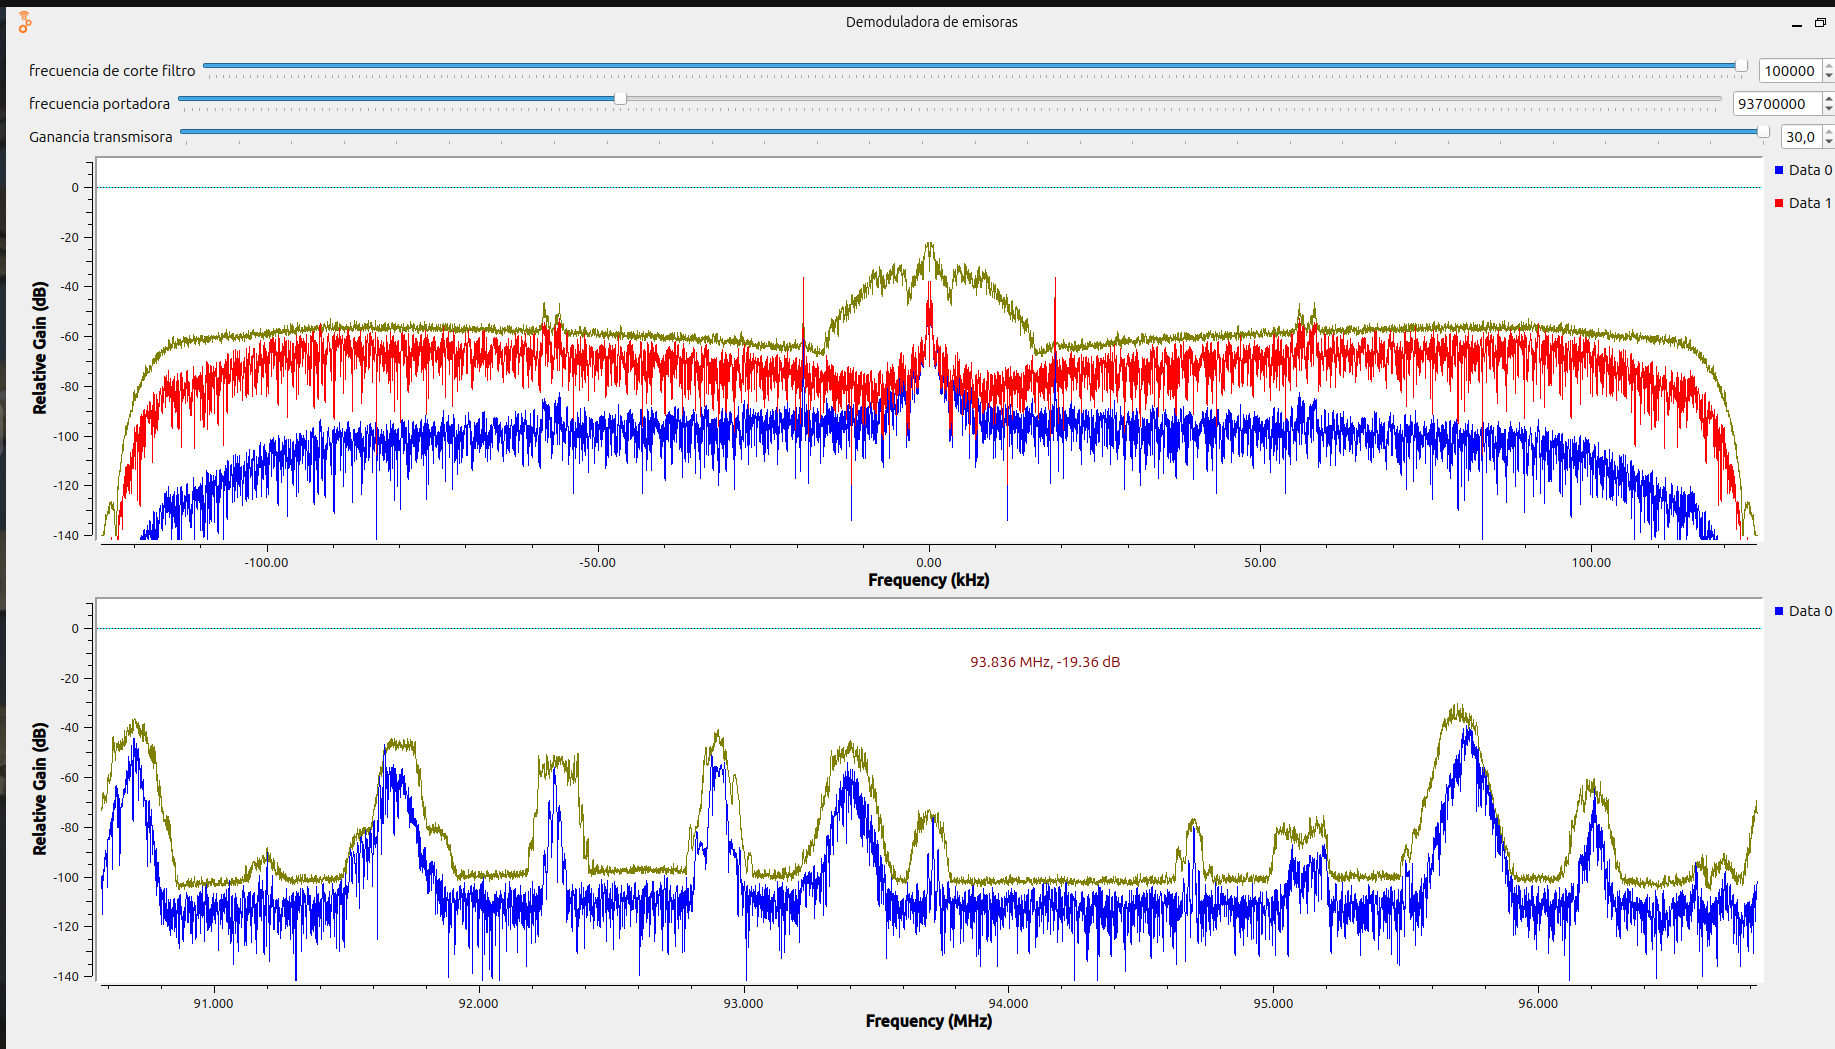 Demoduladora de emisoras
frecuencia de corte filtro 100000
frecuencia portadora 93700000
Ganancia transmisora 30,0
Relative Gain (dB)
0
-20
-40
-60
-80
-100
-120
-140
Data 0
Data 1
-100.00 -50.00 0.00 50.00 100.00
Frequency (kHz)
Relative Gain (dB)
0
-20
-40
-60
-80
-100
-120
-140
Data 0
93.836 MHz, -19.36 dB
91.000 92.000 93.000 94.000 95.000 96.000
Frequency (MHz)